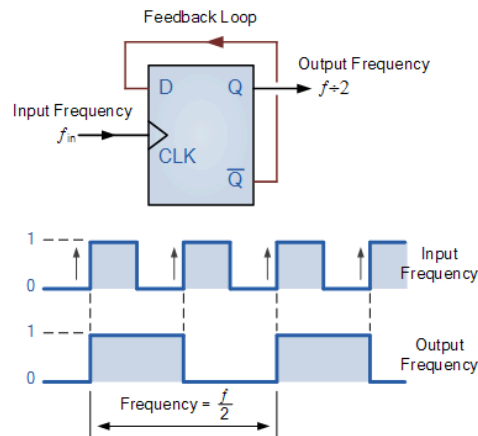 Feedback Loop
Output Frequency
f÷2
Input Frequency
fin
D Q
CLK
Q̅
1
0
Input
Frequency
1
0
Output
Frequency
Frequency = f/2